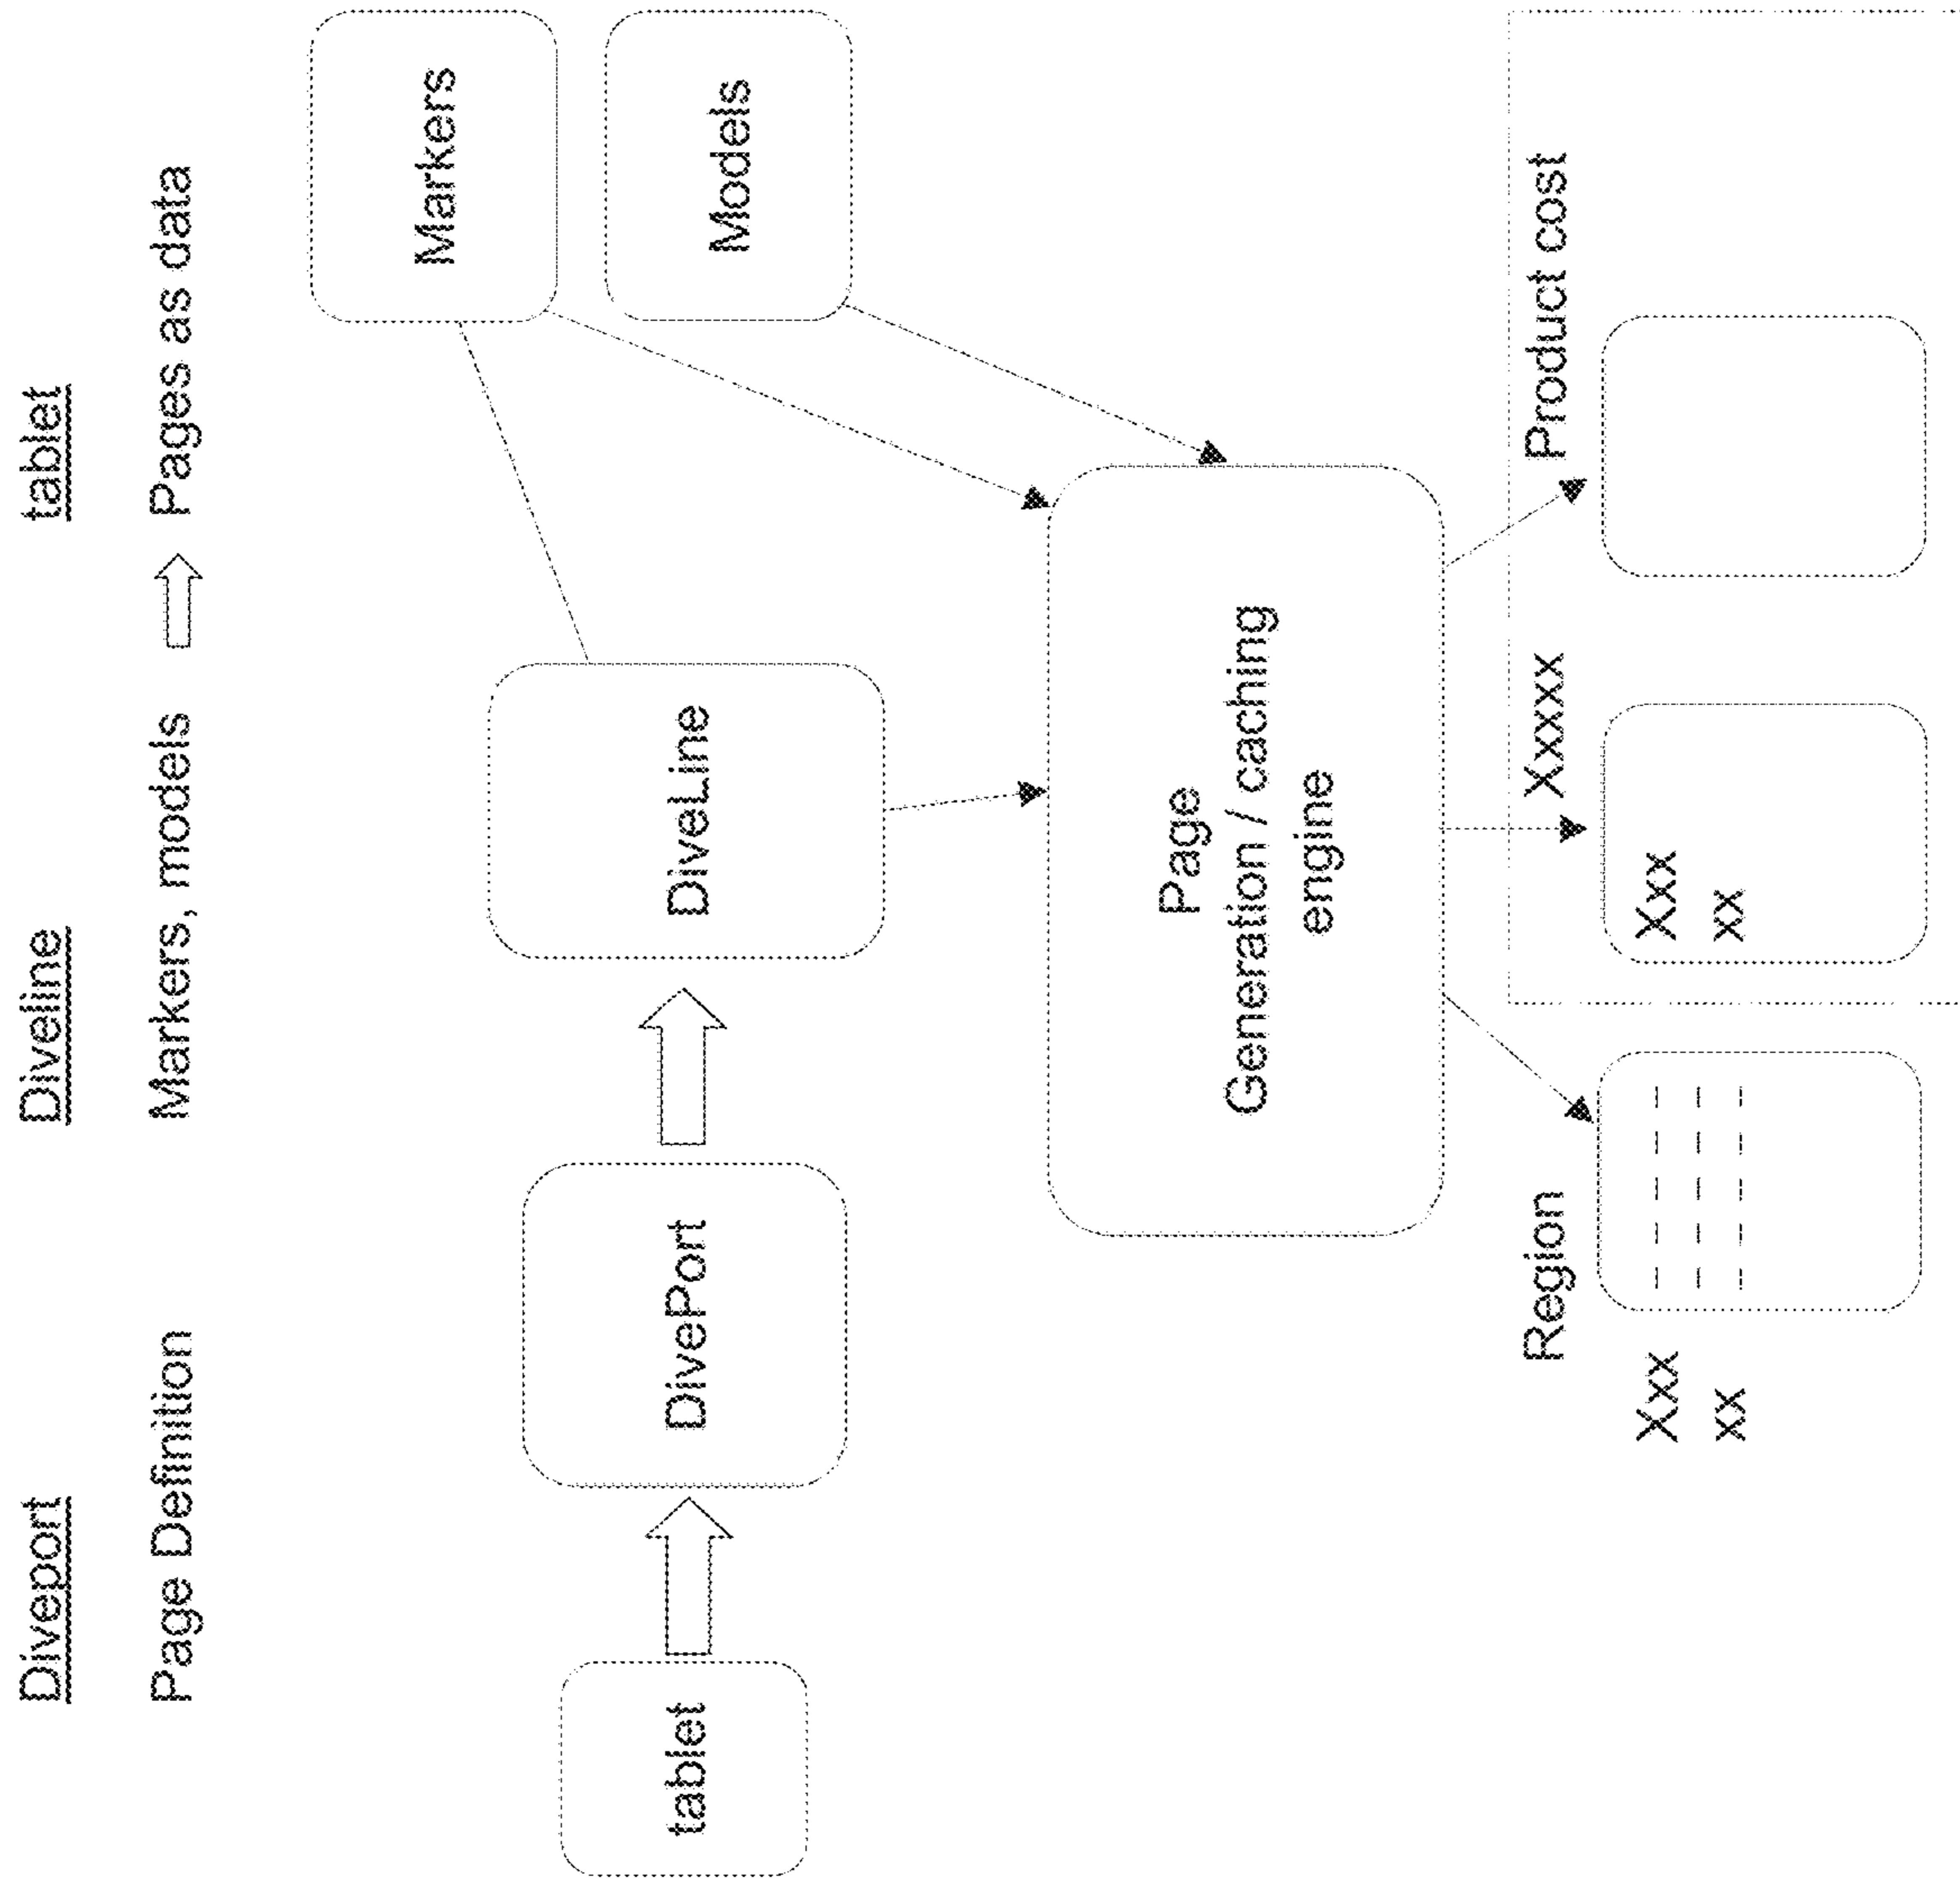 Diveport
Diveline
tablet
Page Definition
Markers, models
Pages as data
Markers
Models
tablet
DivePort
DiveLine
Page
Generation / caching
engine
Region
Xxxxx
Product cost
Xxx
xx
Xxx
xx